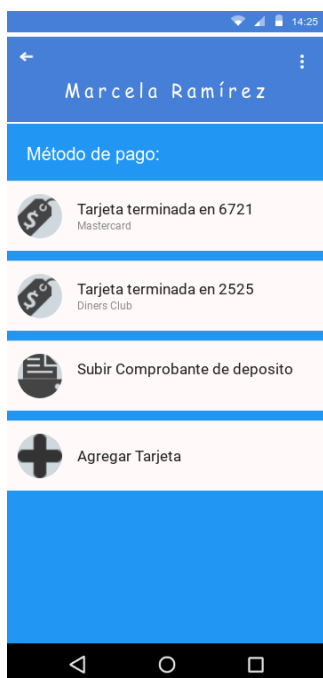 14:25
Marcela Ramírez
Método de pago:
Tarjeta terminada en 6721
Mastercard
Tarjeta terminada en 2525
Diners Club
Subir Comprobante de deposito
Agregar Tarjeta